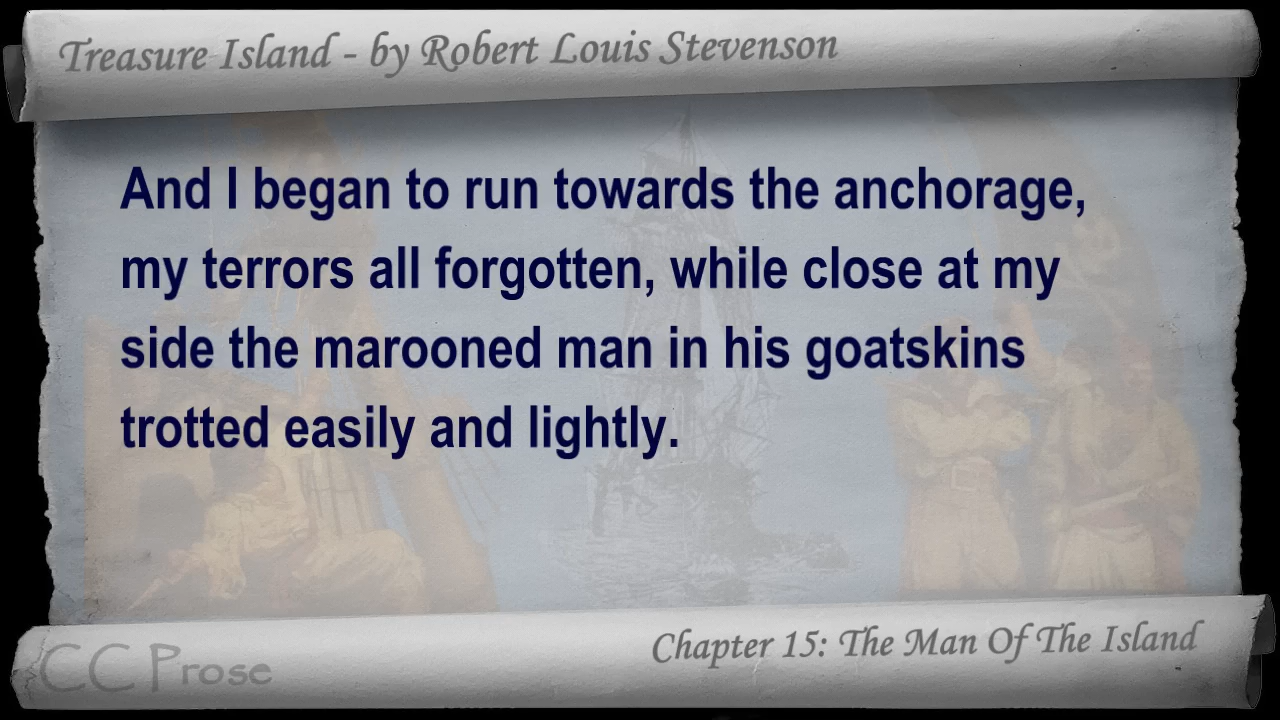 Treasure Island - by Robert Louis Stevenson
And I began to run towards the anchorage,
my terrors all forgotten, while close at my
side the marooned man in his goatskins
trotted easily and lightly.
Chapter 15: The Man Of The Island
CC Prose